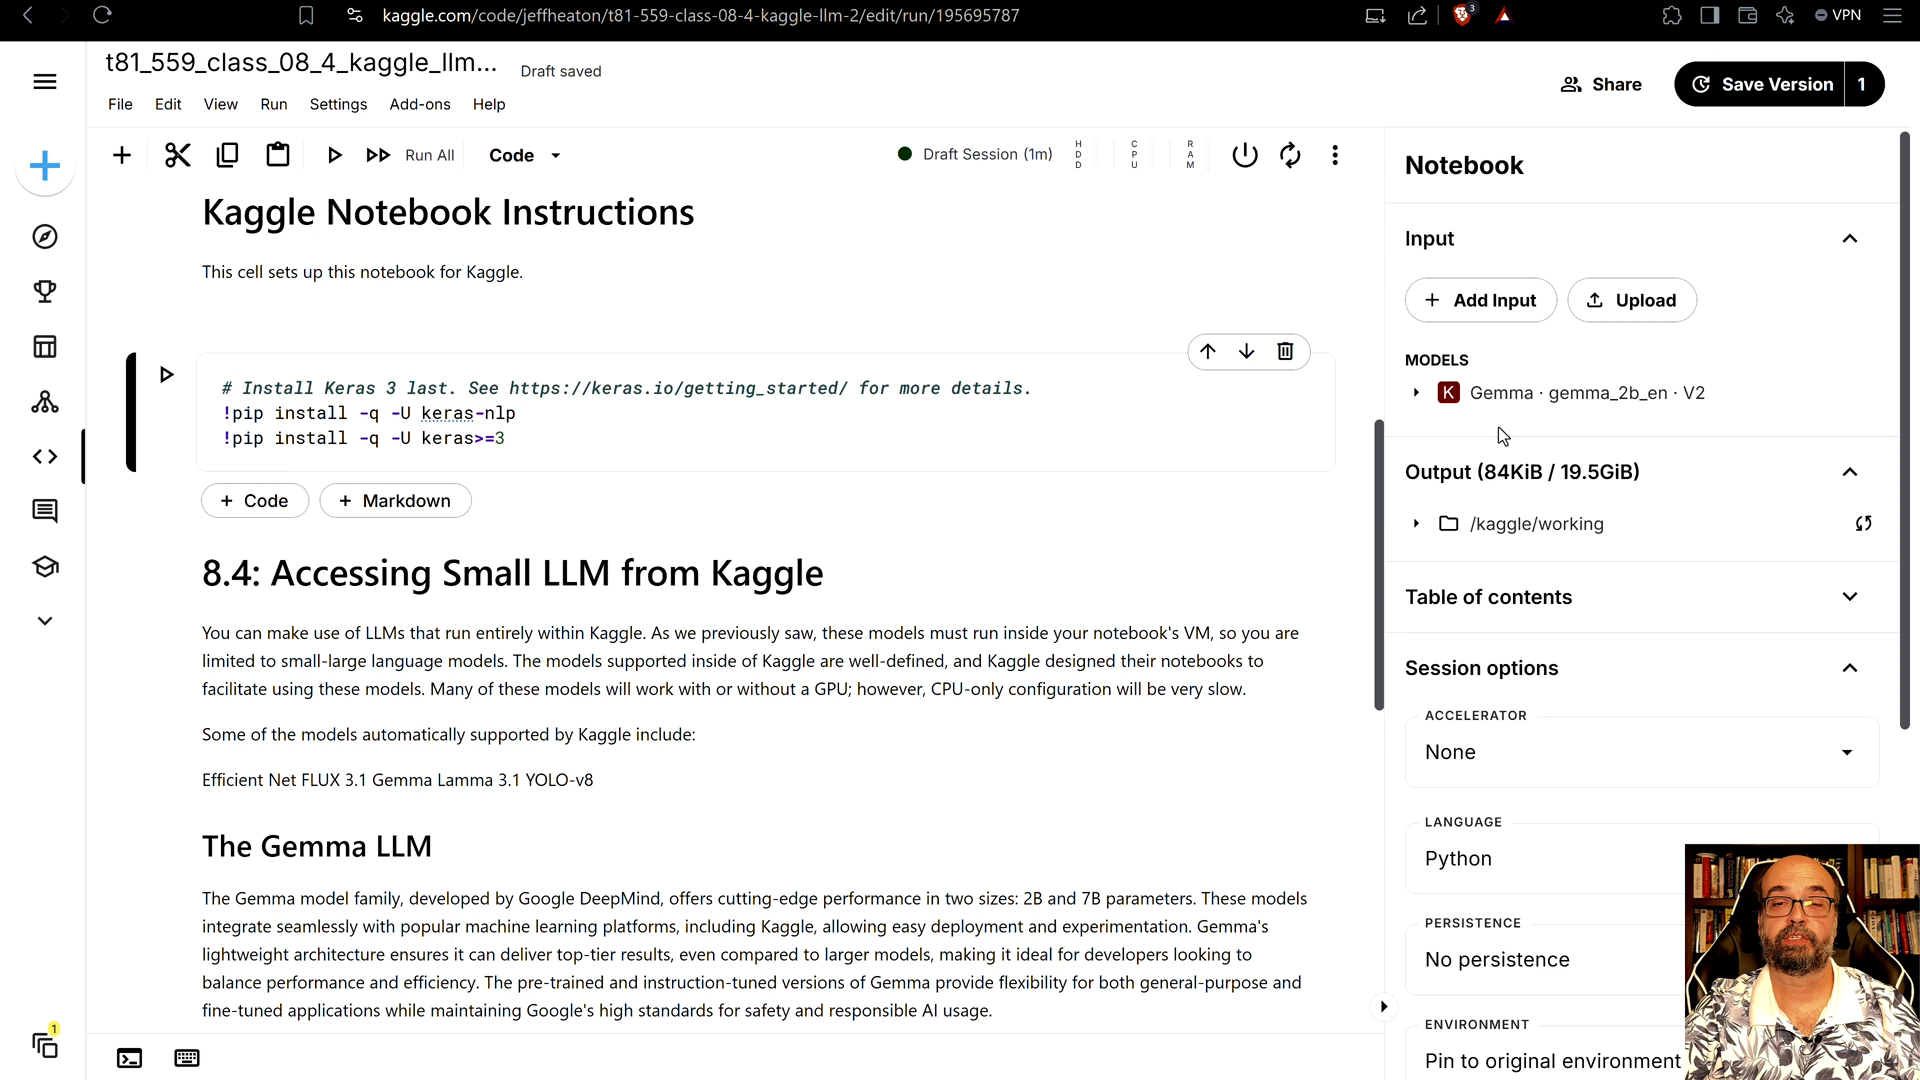 kaggle.com/code/jeffheaton/t81-559-class-08-4-kaggle-llm-2/edit/run/195695787
3
VPN
t81_559_class_08_4_kaggle_llm...
Draft saved
File Edit View Run Settings Add-ons Help
Share
Save Version 1
Run All
Code
Draft Session (1m)
HDD
CPU
RAM
Kaggle Notebook Instructions
This cell sets up this notebook for Kaggle.
# Install Keras 3 last. See https://keras.io/getting_started/ for more details.
!pip install -q -U keras-nlp
!pip install -q -U keras>=3
+ Code
+ Markdown
8.4: Accessing Small LLM from Kaggle
You can make use of LLMs that run entirely within Kaggle. As we previously saw, these models must run inside your notebook's VM, so you are
limited to small-large language models. The models supported inside of Kaggle are well-defined, and Kaggle designed their notebooks to
facilitate using these models. Many of these models will work with or without a GPU; however, CPU-only configuration will be very slow.
Some of the models automatically supported by Kaggle include:
Efficient Net FLUX 3.1 Gemma Lamma 3.1 YOLO-v8
The Gemma LLM
The Gemma model family, developed by Google DeepMind, offers cutting-edge performance in two sizes: 2B and 7B parameters. These models
integrate seamlessly with popular machine learning platforms, including Kaggle, allowing easy deployment and experimentation. Gemma's
lightweight architecture ensures it can deliver top-tier results, even compared to larger models, making it ideal for developers looking to
balance performance and efficiency. The pre-trained and instruction-tuned versions of Gemma provide flexibility for both general-purpose and
fine-tuned applications while maintaining Google's high standards for safety and responsible AI usage.
1
Notebook
Input
+ Add Input
Upload
MODELS
K Gemma · gemma_2b_en · V2
Output (84KiB / 19.5GiB)
/kaggle/working
Table of contents
Session options
ACCELERATOR
None
LANGUAGE
Python
PERSISTENCE
No persistence
ENVIRONMENT
Pin to original environment